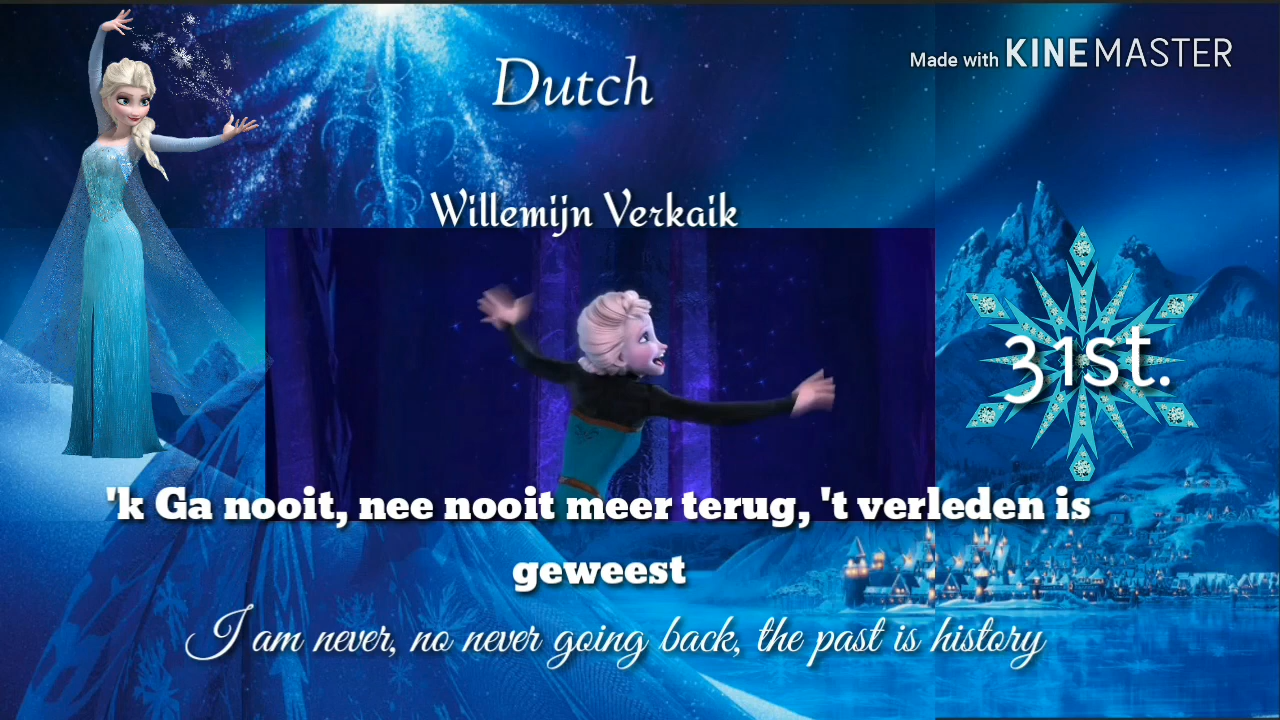 Made with KINEMASTER
Dutch
Willemijn Verkaik
31st.
'k Ga nooit, nee nooit meer terug, 't verleden is
geweest
I am never, no never going back, the past is history